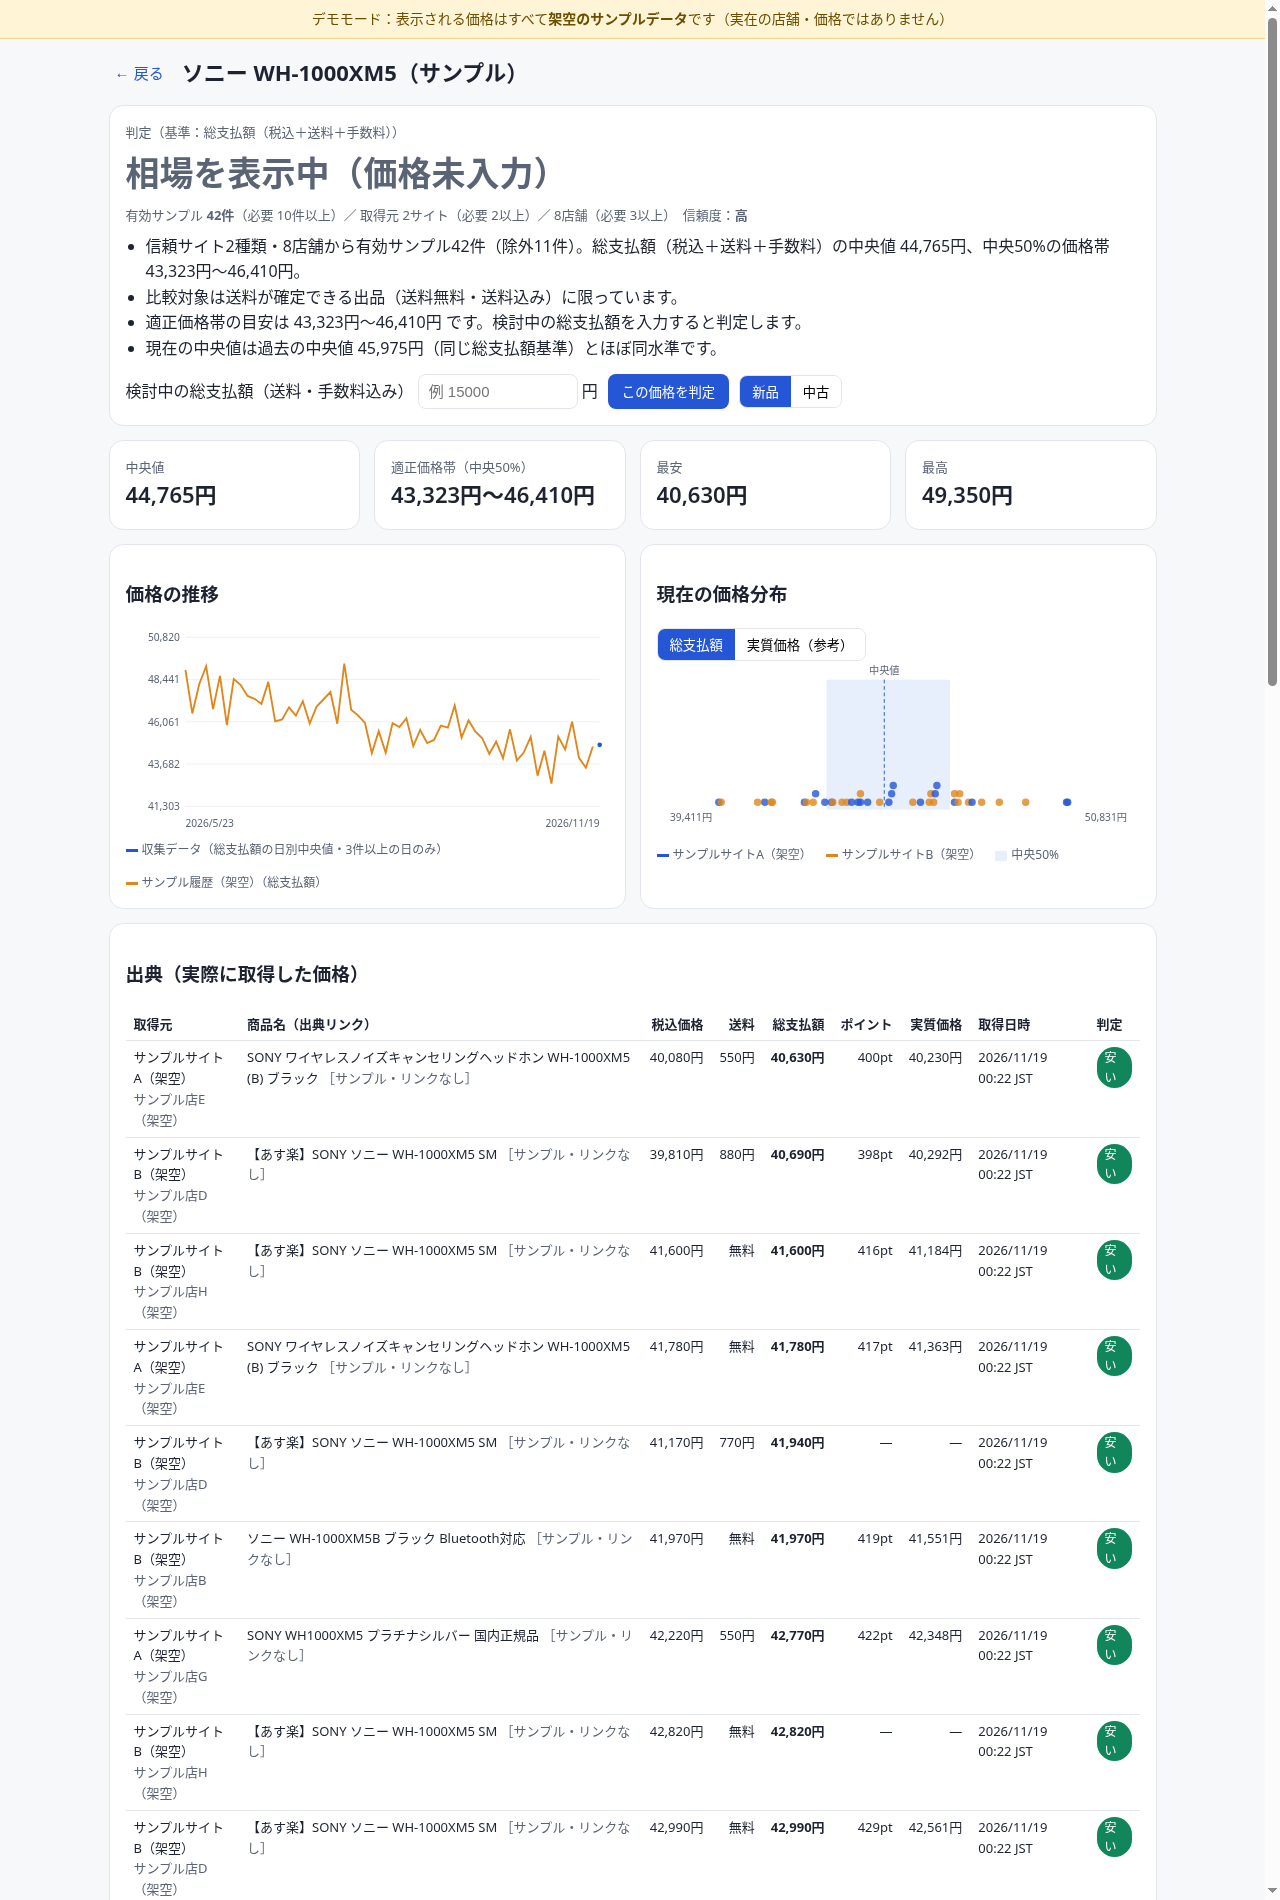 デモモード：表示される価格はすべて架空のサンプルデータです（実在の店舗・価格ではありません）
← 戻る ソニー WH-1000XM5（サンプル）
判定（基準：総支払額（税込＋送料＋手数料））
相場を表示中（価格未入力）
有効サンプル 42件（必要 10件以上）／ 取得元 2サイト（必要 2以上）／ 8店舗（必要 3以上） 信頼度：高
• 信頼サイト2種類・8店舗から有効サンプル42件（除外11件）。総支払額（税込＋送料＋手数料）の中央値 44,765円、中央50%の価格帯
43,323円〜46,410円。
• 比較対象は送料が確定できる出品（送料無料・送料込み）に限っています。
• 適正価格帯の目安は 43,323円〜46,410円 です。検討中の総支払額を入力すると判定します。
• 現在の中央値は過去の中央値 45,975円（同じ総支払額基準）とほぼ同水準です。
検討中の総支払額（送料・手数料込み） 例 15000 円 この価格を判定 新品 中古
中央値 適正価格帯（中央50%） 最安 最高
44,765円 43,323円〜46,410円 40,630円 49,350円
価格の推移
50,820
48,441
46,061
43,682
41,303
2026/5/23 2026/11/19
収集データ（総支払額の日別中央値・3件以上の日のみ）
サンプル履歴（架空）（総支払額）
現在の価格分布
総支払額 実質価格（参考）
中央値
39,411円 50,831円
サンプルサイトA（架空） サンプルサイトB（架空） 中央50%
出典（実際に取得した価格）
取得元 商品名（出典リンク） 税込価格 送料 総支払額 ポイント 実質価格 取得日時 判定
サンプルサイト SONY ワイヤレスノイズキャンセリングヘッドホン WH-1000XM5 40,080円 550円 40,630円 400pt 40,230円 2026/11/19 安
A（架空） (B) ブラック ［サンプル・リンクなし］ 00:22 JST い
サンプル店E
（架空）
サンプルサイト 【あす楽】SONY ソニー WH-1000XM5 SM ［サンプル・リンクな 39,810円 880円 40,690円 398pt 40,292円 2026/11/19 安
B（架空） し］ 00:22 JST い
サンプル店D
（架空）
サンプルサイト 【あす楽】SONY ソニー WH-1000XM5 SM ［サンプル・リンクな 41,600円 無料 41,600円 416pt 41,184円 2026/11/19 安
B（架空） し］ 00:22 JST い
サンプル店H
（架空）
サンプルサイト SONY ワイヤレスノイズキャンセリングヘッドホン WH-1000XM5 41,780円 無料 41,780円 417pt 41,363円 2026/11/19 安
A（架空） (B) ブラック ［サンプル・リンクなし］ 00:22 JST い
サンプル店E
（架空）
サンプルサイト 【あす楽】SONY ソニー WH-1000XM5 SM ［サンプル・リンクな 41,170円 770円 41,940円 — — 2026/11/19 安
B（架空） し］ 00:22 JST い
サンプル店D
（架空）
サンプルサイト ソニー WH-1000XM5B ブラック Bluetooth対応 ［サンプル・リン 41,970円 無料 41,970円 419pt 41,551円 2026/11/19 安
B（架空） クなし］ 00:22 JST い
サンプル店B
（架空）
サンプルサイト SONY WH1000XM5 プラチナシルバー 国内正規品 ［サンプル・リ 42,220円 550円 42,770円 422pt 42,348円 2026/11/19 安
A（架空） ンクなし］ 00:22 JST い
サンプル店G
（架空）
サンプルサイト 【あす楽】SONY ソニー WH-1000XM5 SM ［サンプル・リンクな 42,820円 無料 42,820円 — — 2026/11/19 安
B（架空） し］ 00:22 JST い
サンプル店H
（架空）
サンプルサイト 【あす楽】SONY ソニー WH-1000XM5 SM ［サンプル・リンクな 42,990円 無料 42,990円 429pt 42,561円 2026/11/19 安
B（架空） し］ 00:22 JST い
サンプル店D
（架空）